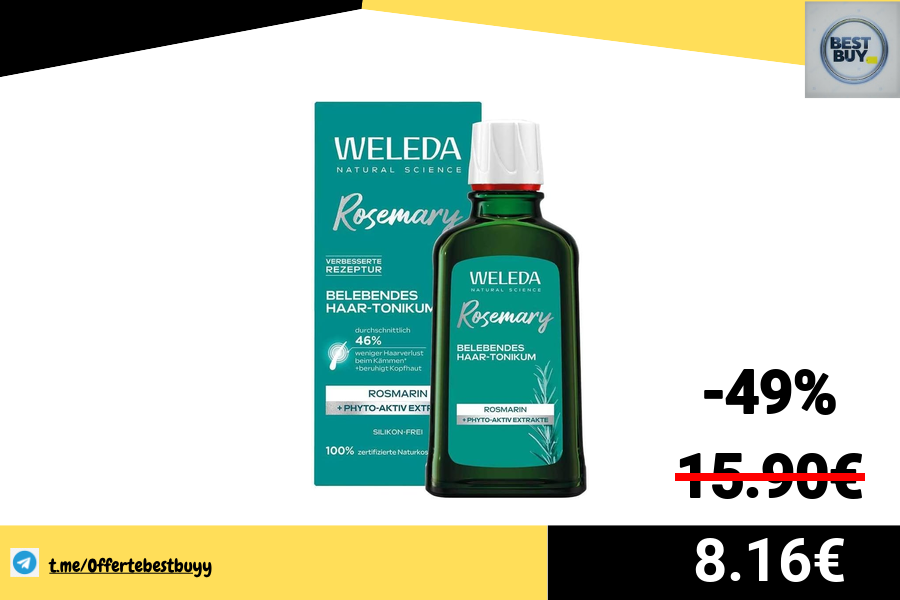 BEST
BUY
WELEDA
NATURAL SCIENCE
Rosemary
VERBESSERTE
REZEPTUR
BELEBENDES
HAAR-TONIKUM
durchschnittlich
46%
weniger Haarverlust
beim Kämmen*
+beruhigt Kopfhaut
ROSMARIN
+ PHYTO-AKTIV EXTR
SILIKON-FREI
100% zertifizierte Naturkos
WELEDA
NATURAL SCIENCE
Rosemary
BELEBENDES
HAAR-TONIKUM
ROSMARIN
+ PHYTO-AKTIV EXTRAKTE
-49%
15.90€
8.16€
t.me/Offertebestbuyy